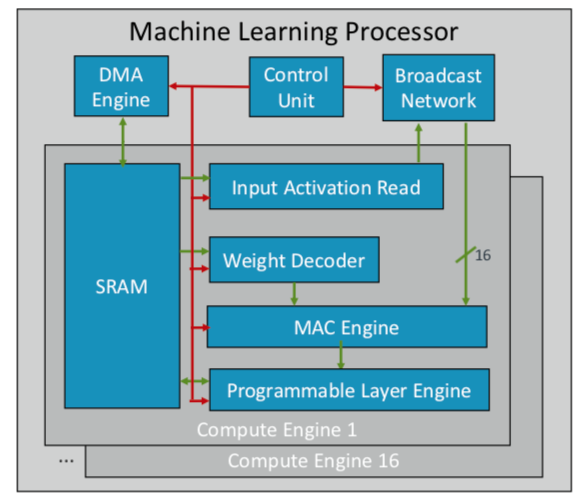 Machine Learning Processor
DMA
Engine
Control
Unit
Broadcast
Network
Input Activation Read
Weight Decoder
16
SRAM
MAC Engine
Programmable Layer Engine
Compute Engine 1
...
Compute Engine 16